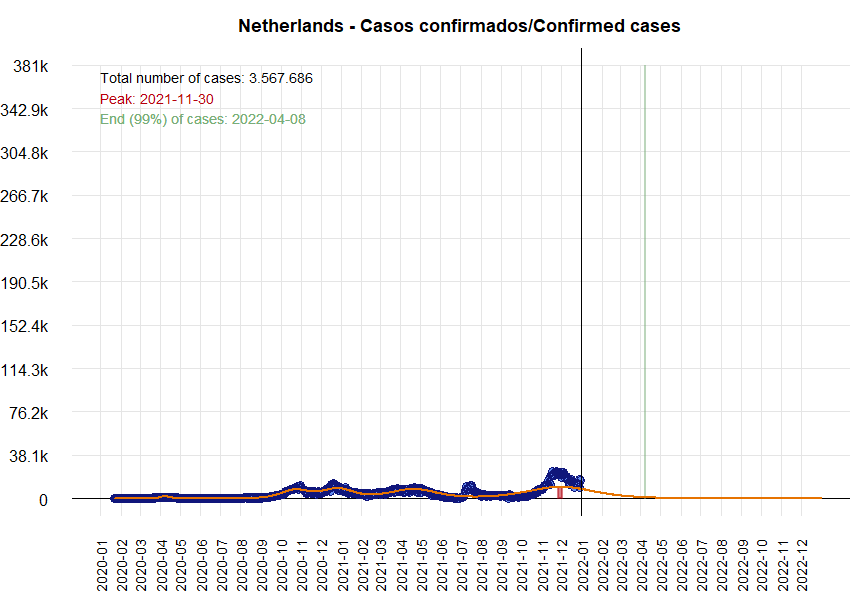 Netherlands - Casos confirmados/Confirmed cases
Total number of cases: 3.567.686
Peak: 2021-11-30
End (99%) of cases: 2022-04-08
381k
342.9k
304.8k
266.7k
228.6k
190.5k
152.4k
114.3k
76.2k
38.1k
0
2020-01
2020-02
2020-03
2020-04
2020-05
2020-06
2020-07
2020-08
2020-09
2020-10
2020-11
2020-12
2021-01
2021-02
2021-03
2021-04
2021-05
2021-06
2021-07
2021-08
2021-09
2021-10
2021-11
2021-12
2022-01
2022-02
2022-03
2022-04
2022-05
2022-06
2022-07
2022-08
2022-09
2022-10
2022-11
2022-12